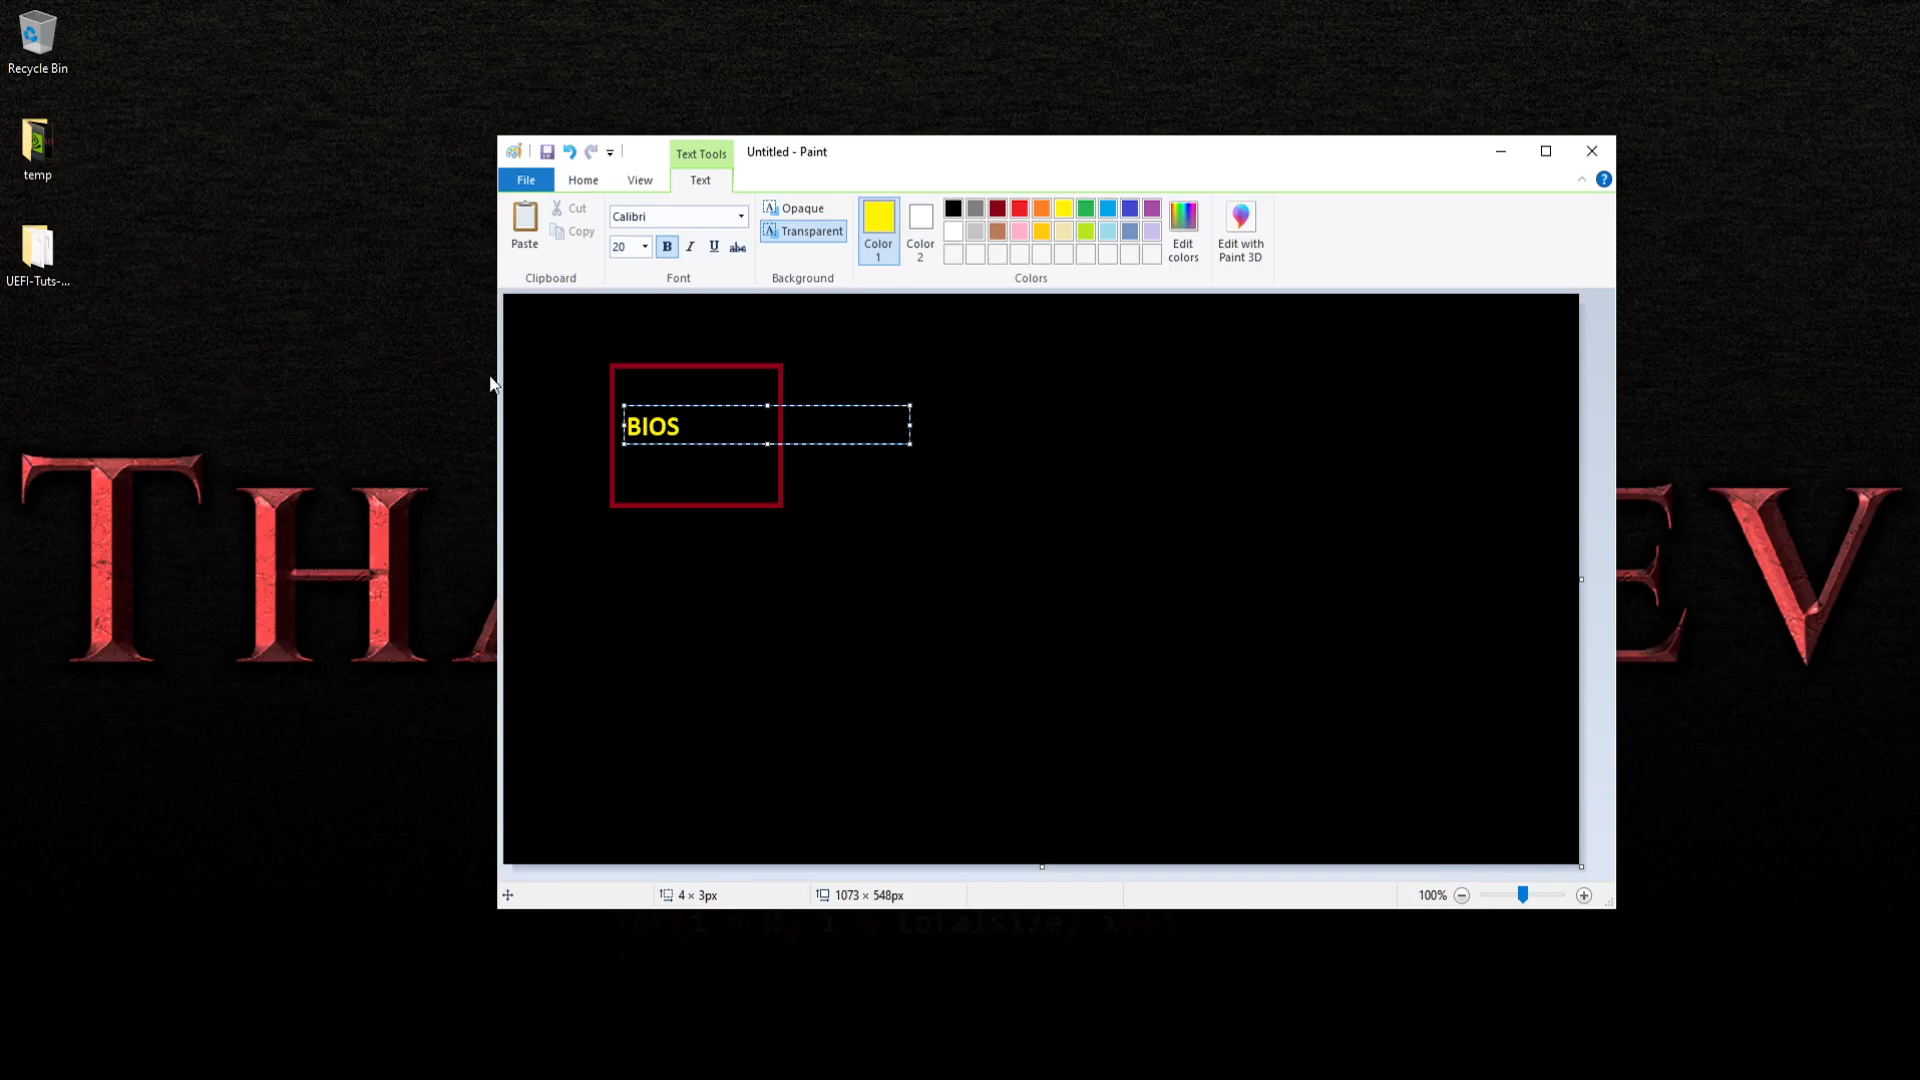 Recycle Bin
temp
UEFI-Tuts-...
Text Tools
Untitled - Paint
File
Home
View
Text
Paste
Cut
Copy
Clipboard
Calibri
20
B
I
U
abc
Font
Opaque
Transparent
Background
Color
1
Color
2
Edit
colors
Colors
Edit with
Paint 3D
BIOS
TH
EV
4 × 3px
1073 × 548px
100%
totalsize